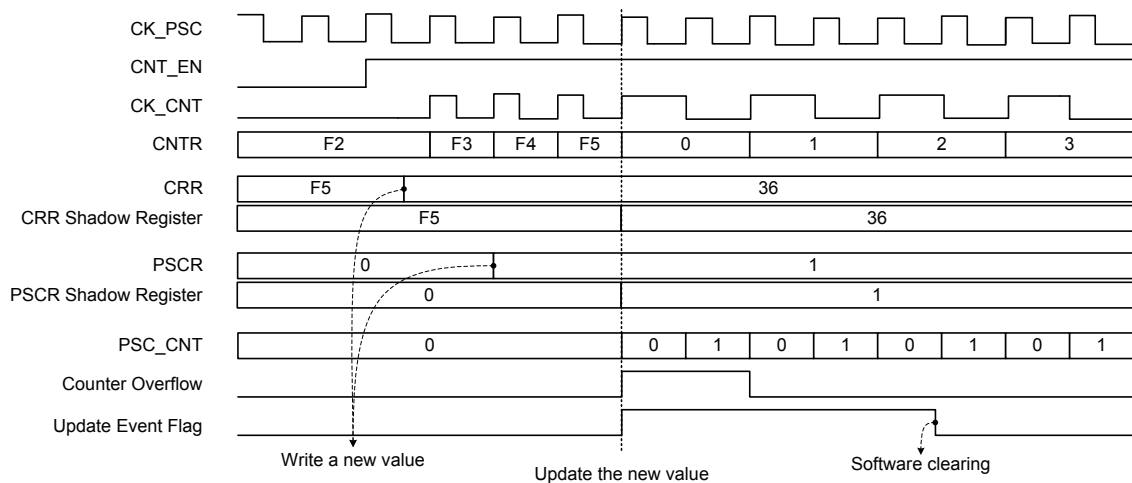 CK_PSC
CNT_EN
CK_CNT
CNTR F2 F3 F4 F5 0 1 2 3
CRR F5 36
CRR Shadow Register F5 36
PSCR 0 1
PSCR Shadow Register 0 1
PSC_CNT 0 0 1 0 1 0 1 0 1
Counter Overflow
Update Event Flag
Write a new value Update the new value Software clearing